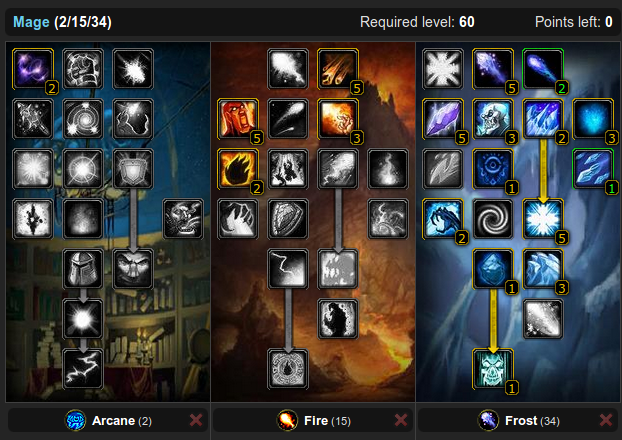 Mage (2/15/34) Required level: 60 Points left: 0
2 5 5 2
5 3 5 3 2 3
2 1 1
2 5
1 3
1
Arcane (2) Fire (15) Frost (34)